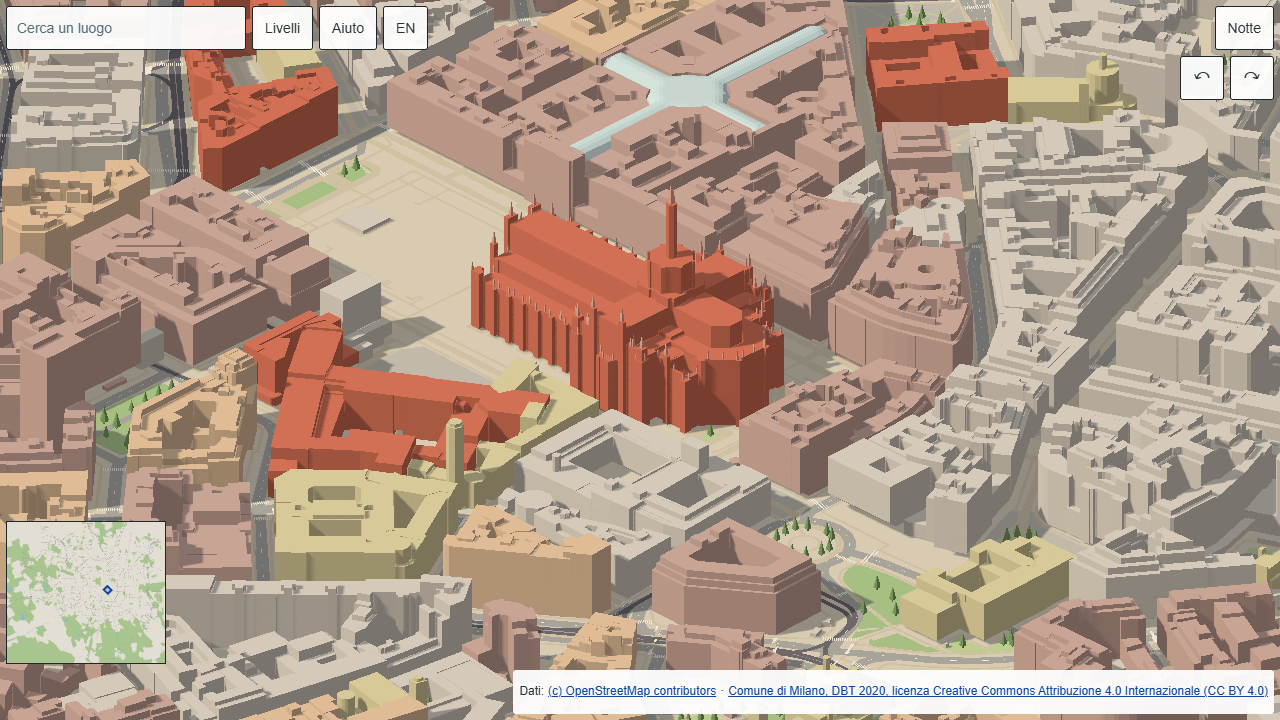 Cerca un luogo
Livelli
Aiuto
EN
Notte
Dati: (c) OpenStreetMap contributors · Comune di Milano, DBT 2020, licenza Creative Commons Attribuzione 4.0 Internazionale (CC BY 4.0)